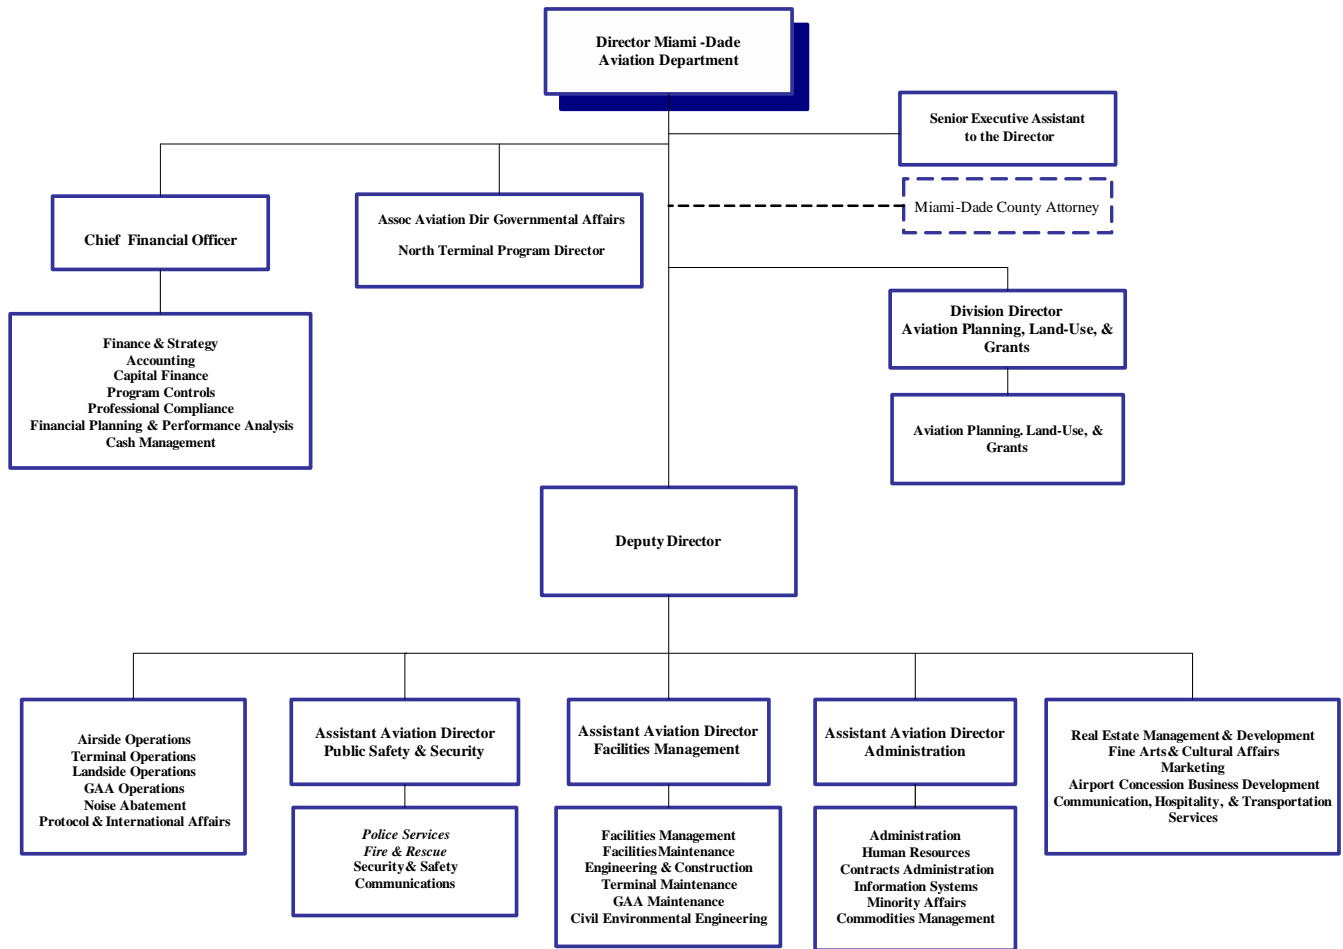 Director Miami -Dade
Aviation Department
Senior Executive Assistant
to the Director
Miami-Dade County Attorney
Chief Financial Officer
Assoc Aviation Dir Governmental Affairs
North Terminal Program Director
Division Director
Aviation Planning, Land-Use, &
Grants
Finance & Strategy
Accounting
Capital Finance
Program Controls
Professional Compliance
Financial Planning & Performance Analysis
Cash Management
Aviation Planning. Land-Use, &
Grants
Deputy Director
Airside Operations
Terminal Operations
Landside Operations
GAA Operations
Noise Abatement
Protocol & International Affairs
Assistant Aviation Director
Public Safety & Security
Police Services
Fire & Rescue
Security & Safety
Communications
Assistant Aviation Director
Facilities Management
Facilities Management
Facilities Maintenance
Engineering & Construction
Terminal Maintenance
GAA Maintenance
Civil Environmental Engineering
Assistant Aviation Director
Administration
Administration
Human Resources
Contracts Administration
Information Systems
Minority Affairs
Commodities Management
Real Estate Management & Development
Fine Arts & Cultural Affairs
Marketing
Airport Concession Business Development
Communication, Hospitality, & Transportation
Services